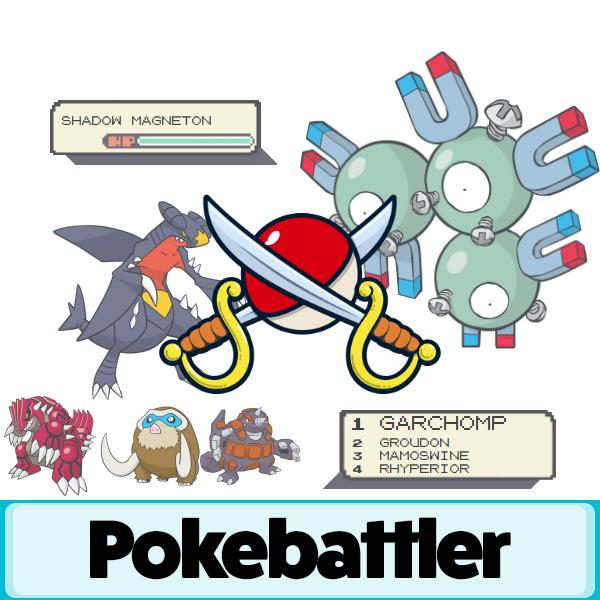 SHADOW MAGNETON
HP
1 GARCHOMP
2 GROUDON
3 MAMOSWINE
4 RHYPERIOR
Pokebattler